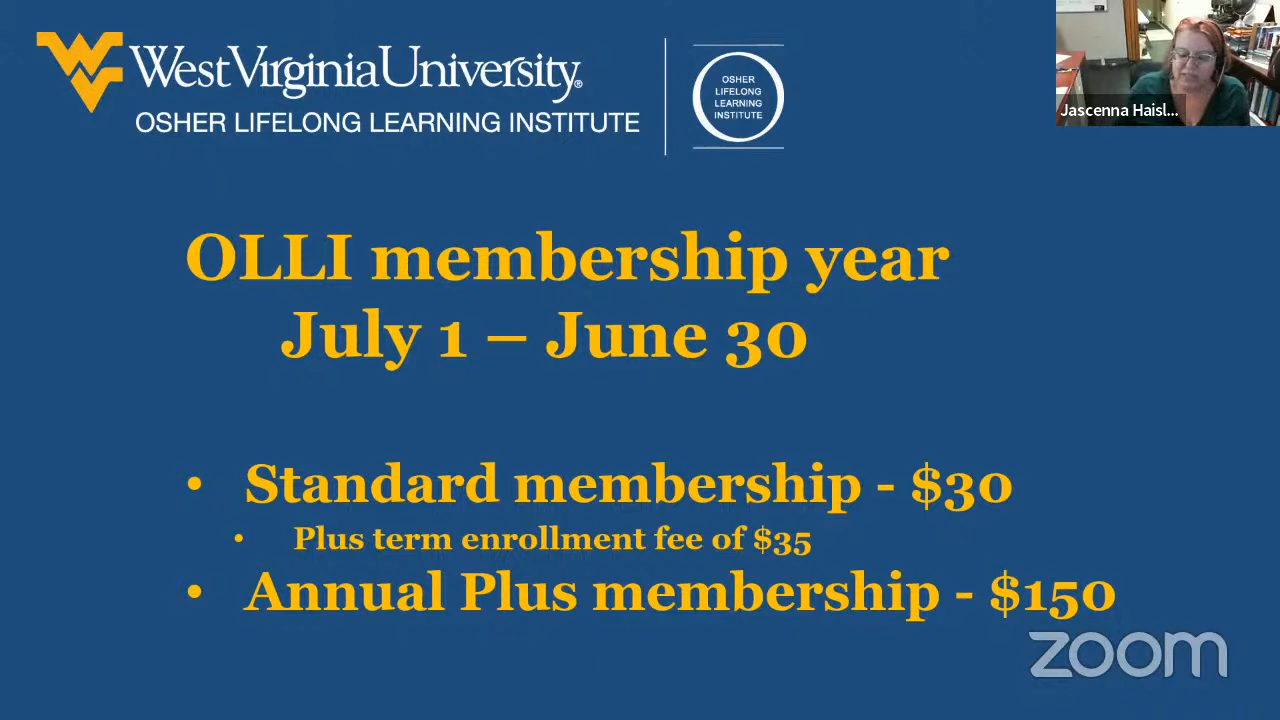 West Virginia University®
OSHER LIFELONG LEARNING INSTITUTE
OSHER
LIFELONG
LEARNING
INSTITUTE
Jascenna Haisl...
OLLI membership year
July 1 – June 30
• Standard membership - $30
• Plus term enrollment fee of $35
• Annual Plus membership - $150
zoom